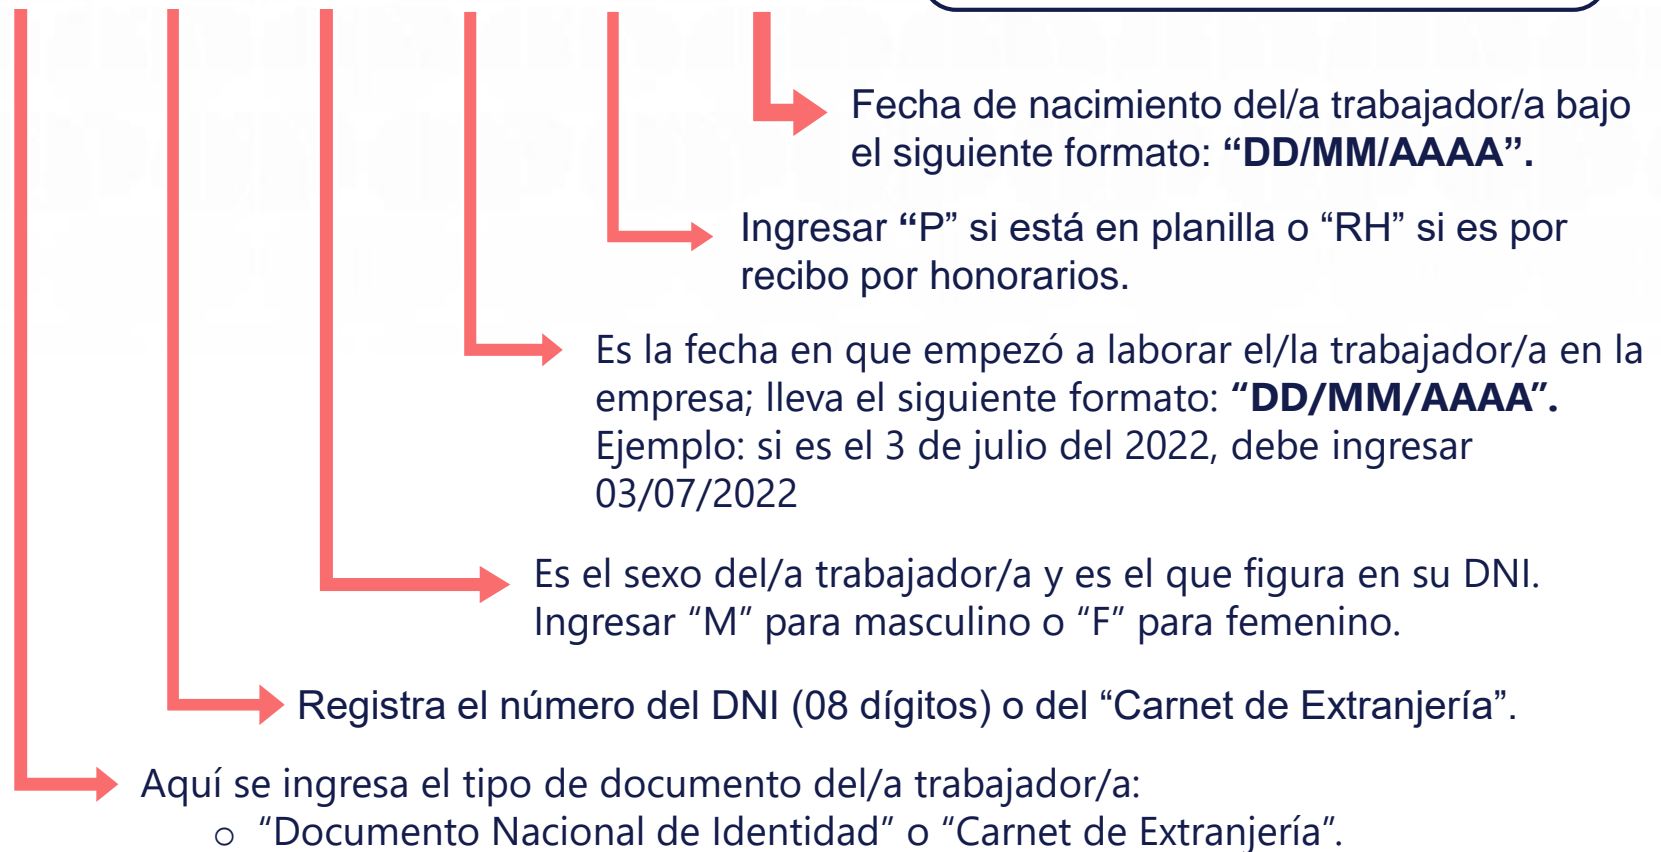 Fecha de nacimiento del/a trabajador/a bajo
el siguiente formato: “DD/MM/AAAA”.
Ingresar “P” si está en planilla o “RH” si es por
recibo por honorarios.
Es la fecha en que empezó a laborar el/la trabajador/a en la
empresa; lleva el siguiente formato: “DD/MM/AAAA”.
Ejemplo: si es el 3 de julio del 2022, debe ingresar
03/07/2022
Es el sexo del/a trabajador/a y es el que figura en su DNI.
Ingresar “M” para masculino o “F” para femenino.
Registra el número del DNI (08 dígitos) o del “Carnet de Extranjería”.
Aquí se ingresa el tipo de documento del/a trabajador/a:
o “Documento Nacional de Identidad” o “Carnet de Extranjería”.